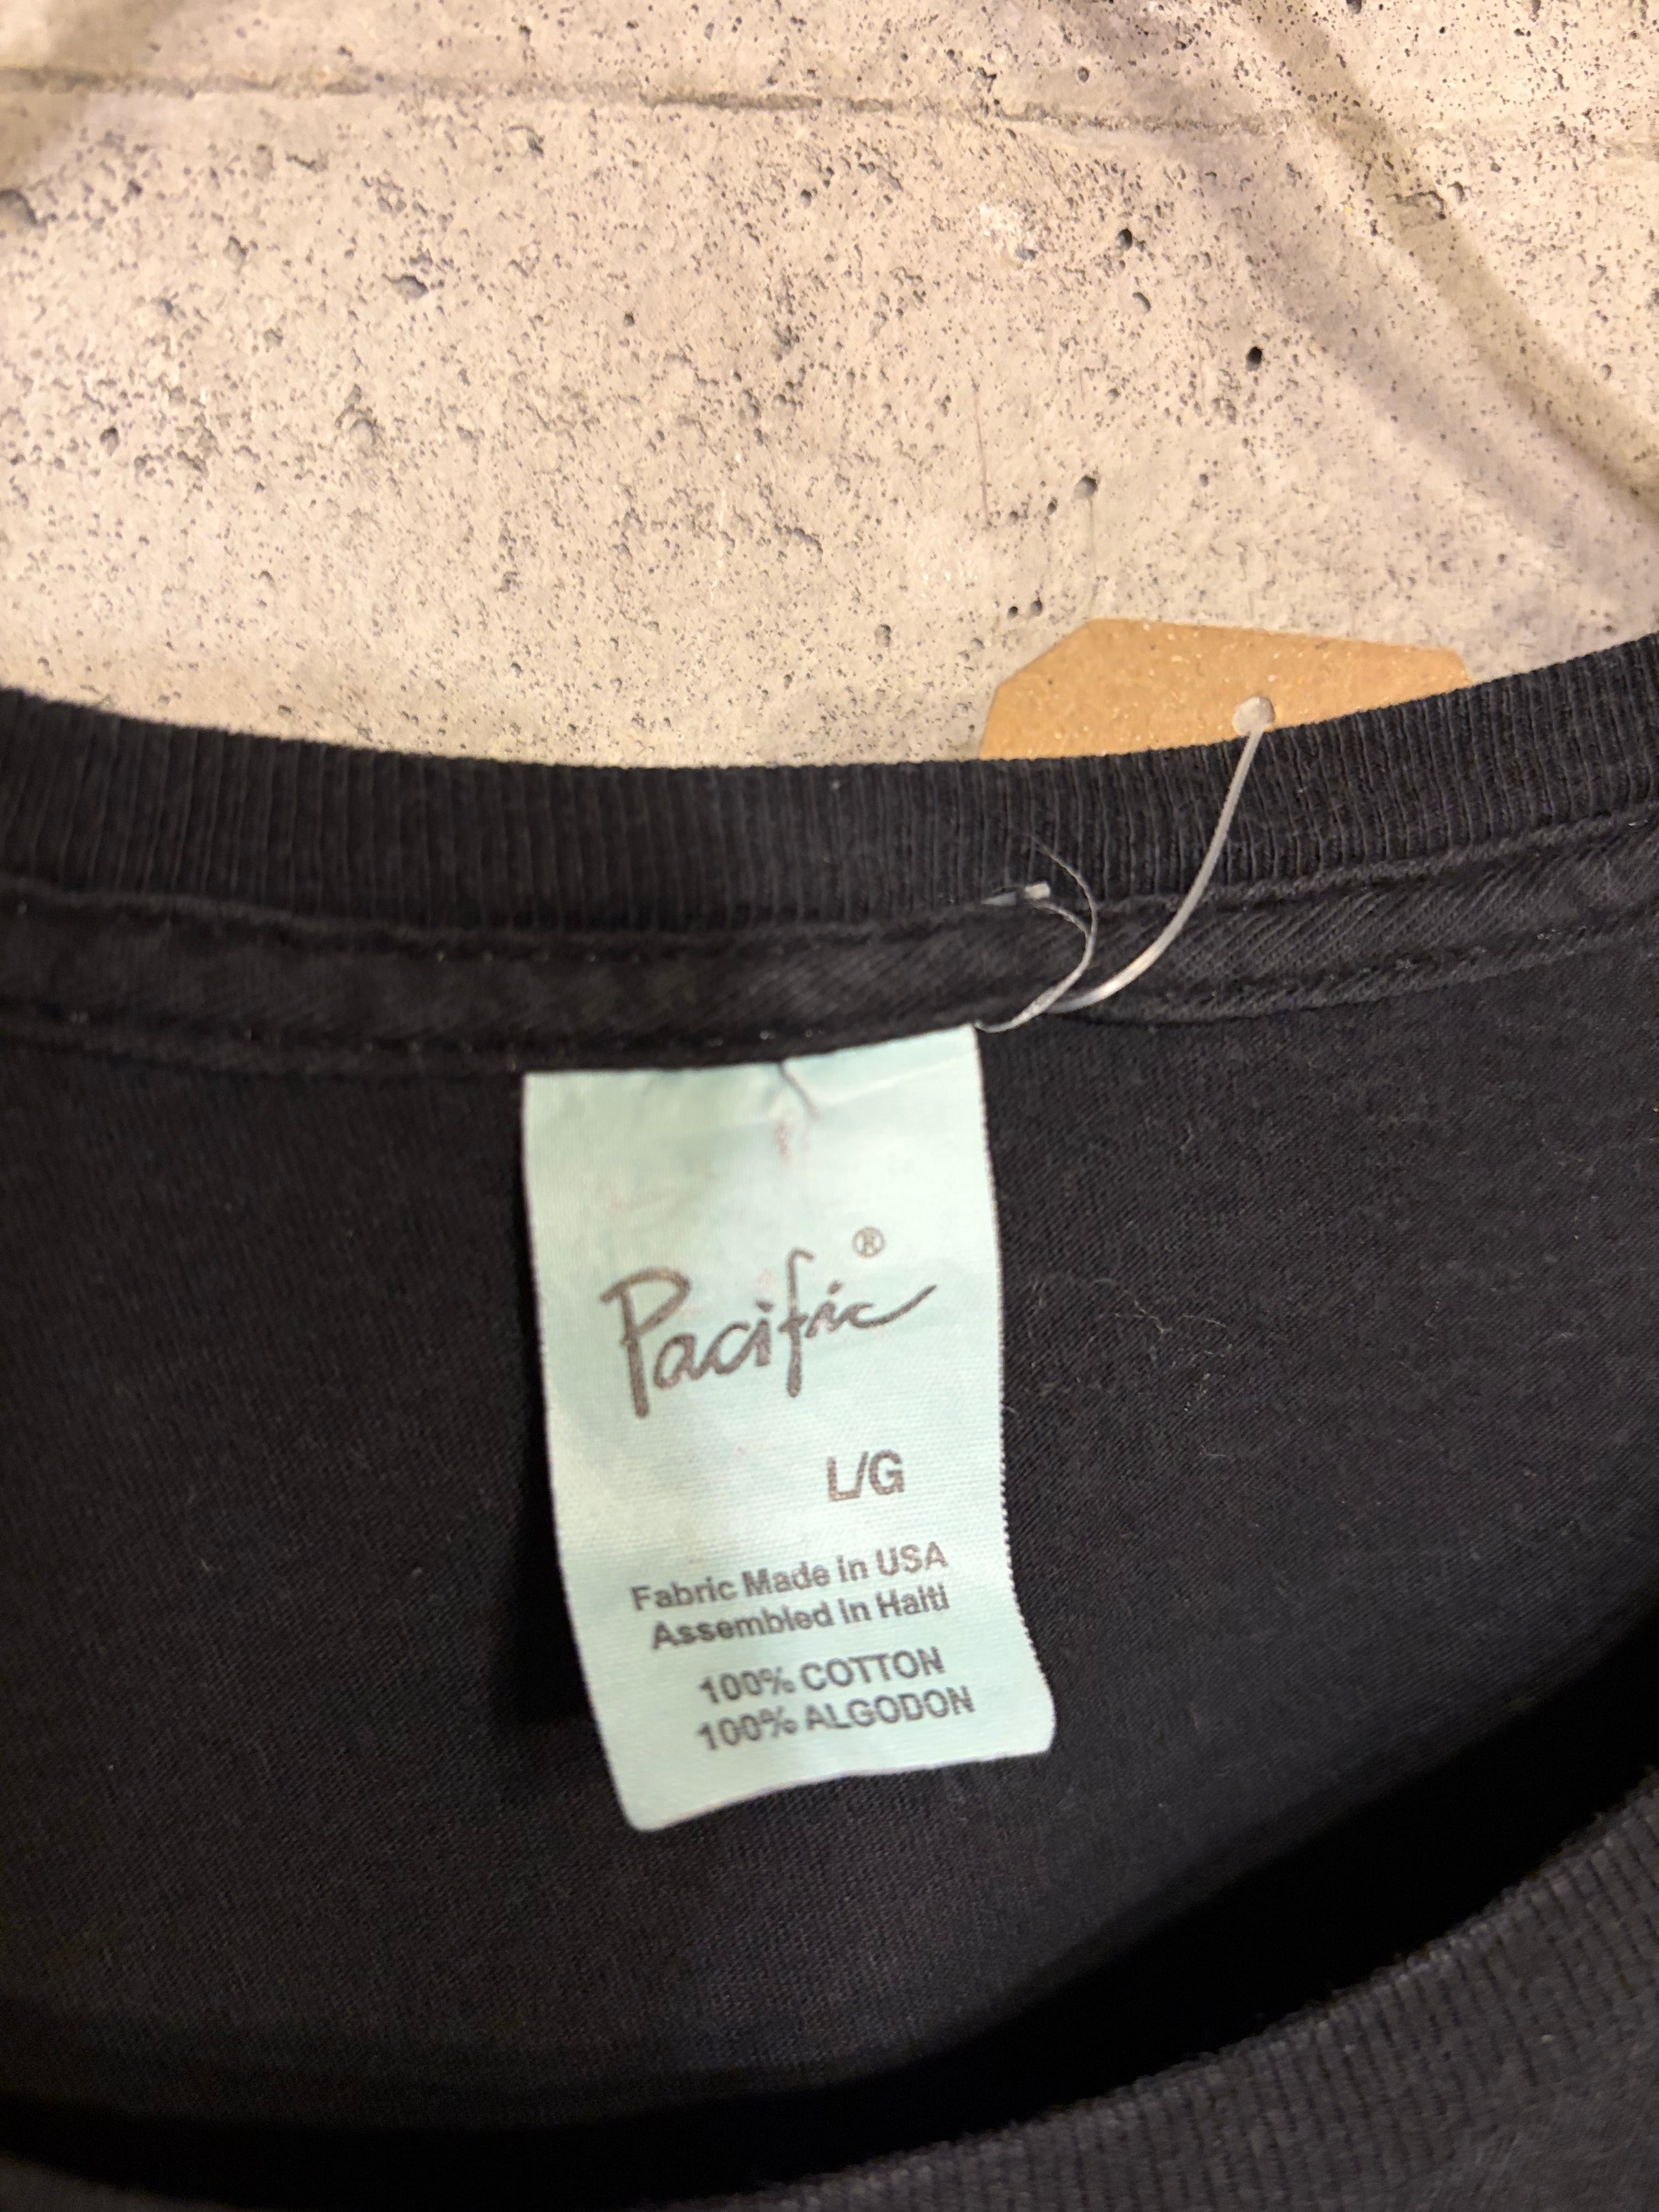 Pacific®
L/G
Fabric Made in USA
Assembled in Haiti
100% COTTON
100% ALGODON